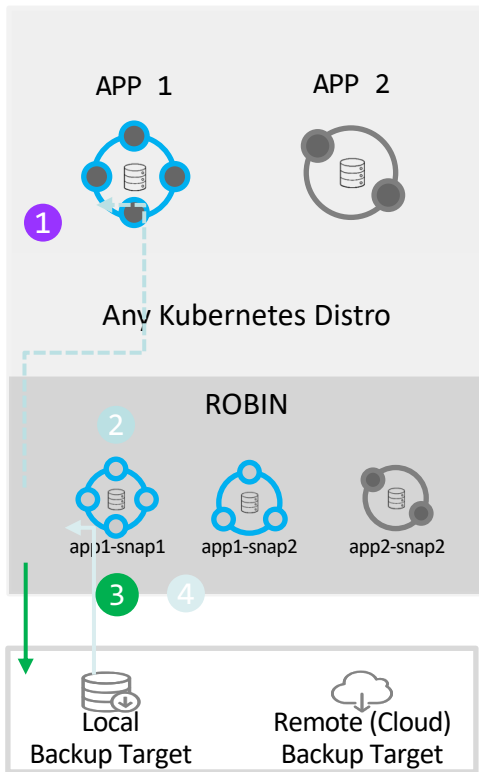 APP 1
APP 2
1
Any Kubernetes Distro
ROBIN
2
app1-snap1
app1-snap2
app2-snap2
3
4
Local
Backup Target
Remote (Cloud)
Backup Target